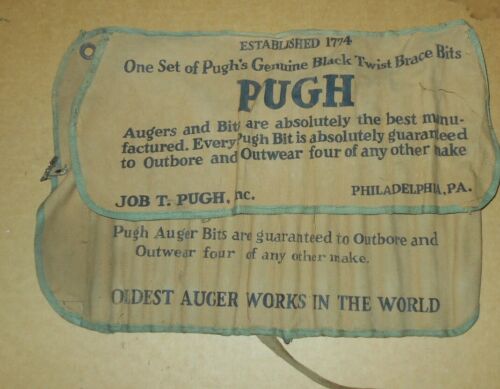 ESTABLISHED 1774
One Set of Pugh's Genuine Black Twist Brace Bits
PUGH
Augers and Bits are absolutely the best manu-
factured. Every Pugh Bit is absolutely guaranteed
to Outbore and Outwear four of any other make
JOB T. PUGH, nc. PHILADELPHIA, PA.
Pugh Auger Bits are guaranteed to Outbore and
Outwear four of any other make.
OLDEST AUGER WORKS IN THE WORLD